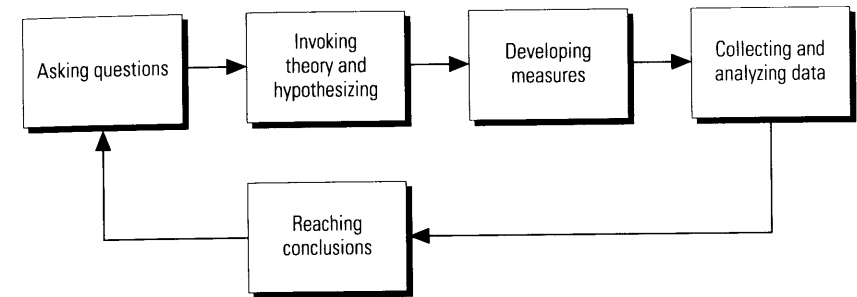 Asking questions
Invoking
theory and
hypothesizing
Developing
measures
Collecting and
analyzing data
Reaching
conclusions